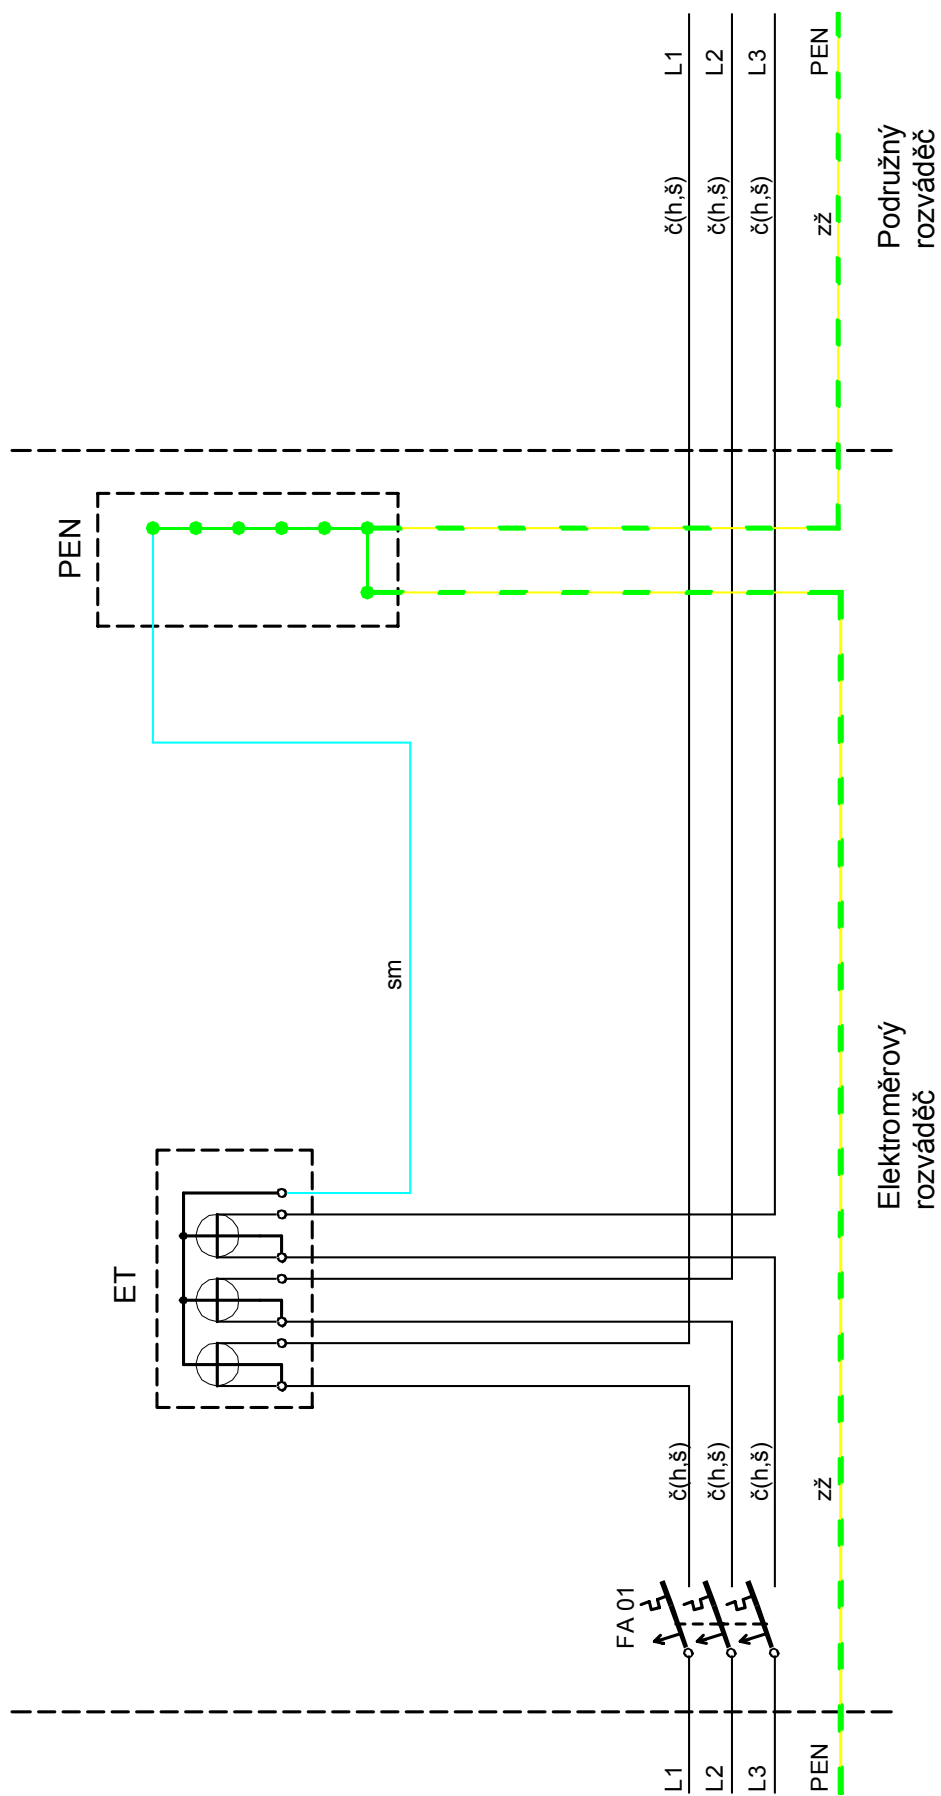 L1
L2
L3
PEN
č(h,š)
č(h,š)
č(h,š)
zž
Podružný
rozváděč
PEN
sm
ET
Elektroměrový
rozváděč
č(h,š)
č(h,š)
č(h,š)
zž
FA 01
L1
L2
L3
PEN